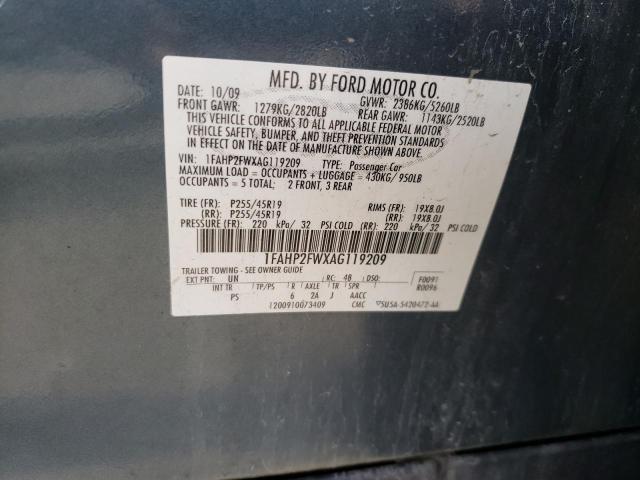 MFD. BY FORD MOTOR CO.
DATE: 10/09 GVWR: 2386KG/5260LB
FRONT GAWR: 1279KG/2820LB REAR GAWR: 1143KG/2520LB
THIS VEHICLE CONFORMS TO ALL APPLICABLE FEDERAL MOTOR
VEHICLE SAFETY, BUMPER, AND THEFT PREVENTION STANDARDS
IN EFFECT ON THE DATE OF MANUFACTURE SHOWN ABOVE.
VIN: 1FAHP2FWXAG119209 TYPE: Passenger Car
MAXIMUM LOAD = OCCUPANTS + LUGGAGE = 430KG/ 950LB
OCCUPANTS = 5 TOTAL: 2 FRONT, 3 REAR
TIRE (FR): P255/45R19 RIMS (FR): 19X8.0J
(RR): P255/45R19 (RR): 19X8.0J
PRESSURE (FR): 220 kPa/ 32 PSI COLD (RR): 220 kPa/ 32 PSI COLD
1FAHP2FWXAG119209
TRAILER TOWING - SEE OWNER GUIDE
EXT PNT: UN RC: 48 DSO: F0091
INT TR TP/PS R AXLE TR SPR R0096
PS 6 2A J AACC
1200910073409 CMC 5U5A-5420472-AA